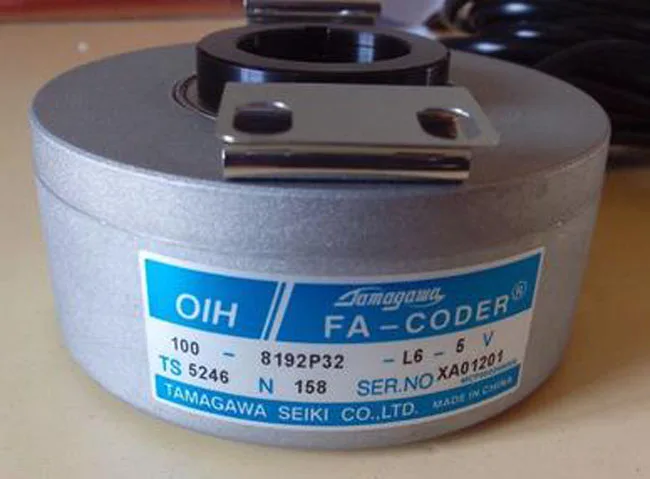 OIH Tamagawa
FA-CODER®
100 - 8192P32 - L6 - 5 V
TS 5246 N 158 SER.NO XA01201
TAMAGAWA SEIKI CO.,LTD. MADE IN CHINA